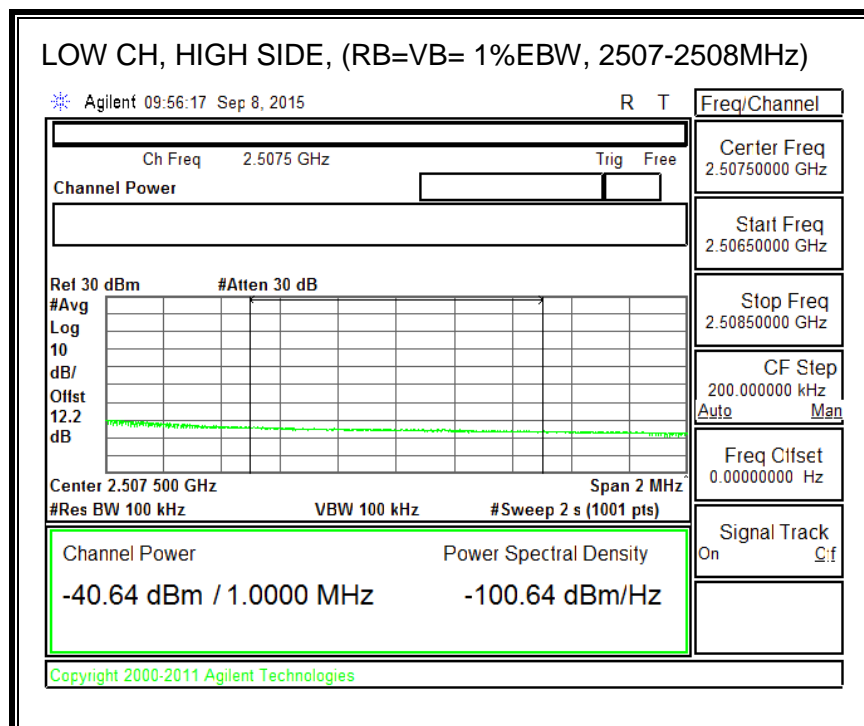 LOW CH, HIGH SIDE, (RB=VB= 1%EBW, 2507-2508MHz)
Agilent 09:56:17 Sep 8, 2015 R T
Freq/Channel
Ch Freq 2.5075 GHz Trig Free
Channel Power
Center Freq
2.50750000 GHz
Start Freq
2.50650000 GHz
Stop Freq
2.50850000 GHz
CF Step
200.000000 kHz
Auto Man
Freq Offset
0.00000000 Hz
Signal Track
On Off
Ref 30 dBm #Atten 30 dB
#Avg
Log
10
dB/
Offst
12.2
dB
Center 2.507 500 GHz Span 2 MHz
#Res BW 100 kHz VBW 100 kHz #Sweep 2 s (1001 pts)
Channel Power Power Spectral Density
-40.64 dBm / 1.0000 MHz -100.64 dBm/Hz
Copyright 2000-2011 Agilent Technologies